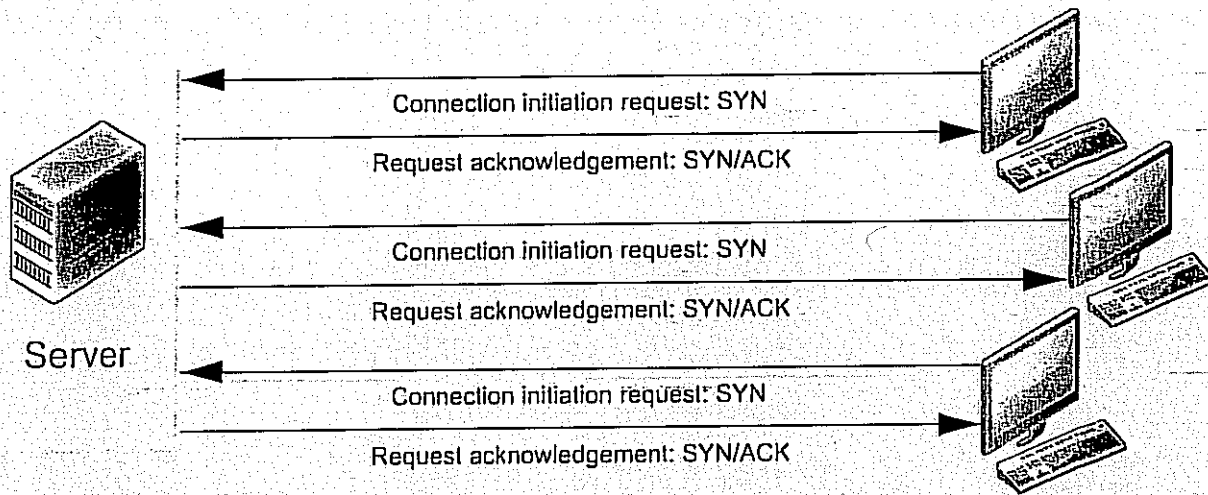 Connection initiation request: SYN
Request acknowledgement: SYN/ACK
Connection initiation request: SYN
Request acknowledgement: SYN/ACK
Server
Connection initiation request: SYN
Request acknowledgement: SYN/ACK